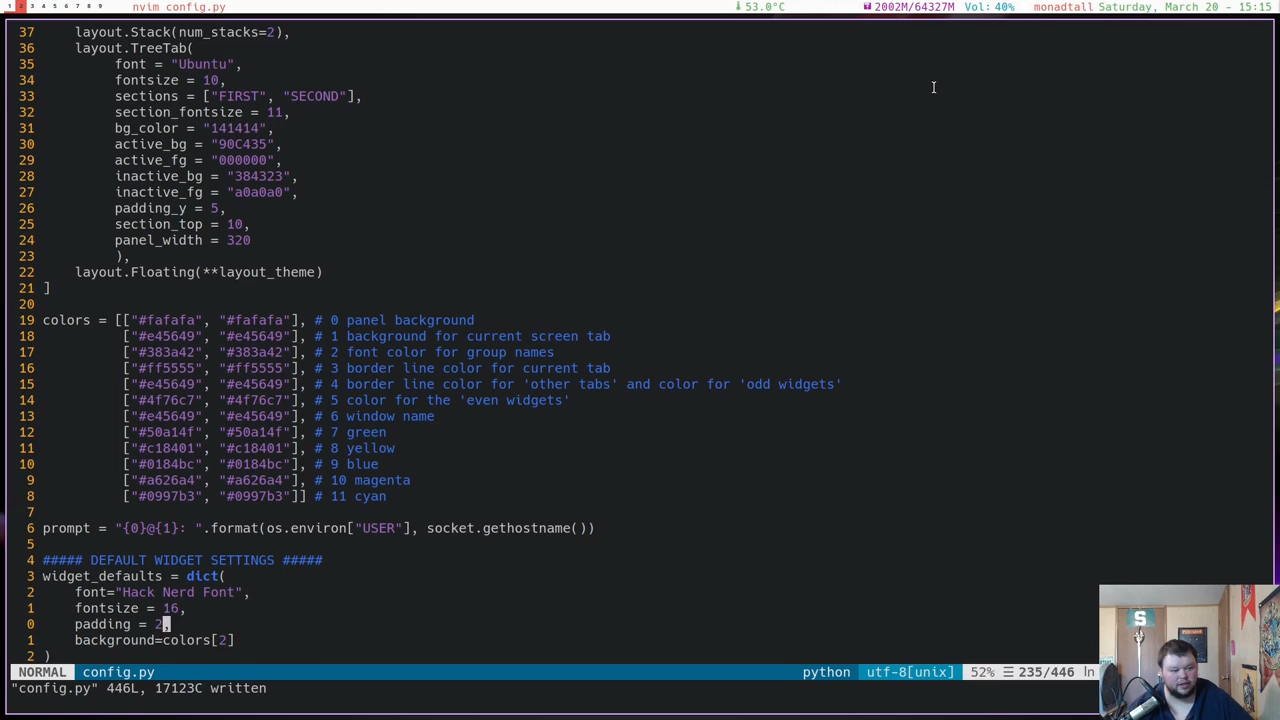 1 2 3 4 5 6 7 8 9 nvim config.py 53.0°C 2002M/64327M Vol: 40% monadtall Saturday, March 20 - 15:15
37 layout.Stack(num_stacks=2),
36 layout.TreeTab(
35 font = "Ubuntu",
34 fontsize = 10,
33 sections = ["FIRST", "SECOND"],
32 section_fontsize = 11,
31 bg_color = "141414",
30 active_bg = "90C435",
29 active_fg = "000000",
28 inactive_bg = "384323",
27 inactive_fg = "a0a0a0",
26 padding_y = 5,
25 section_top = 10,
24 panel_width = 320
23 ),
22 layout.Floating(**layout_theme)
21 ]
20
19 colors = [["#fafafa", "#fafafa"], # 0 panel background
18 ["#e45649", "#e45649"], # 1 background for current screen tab
17 ["#383a42", "#383a42"], # 2 font color for group names
16 ["#ff5555", "#ff5555"], # 3 border line color for current tab
15 ["#e45649", "#e45649"], # 4 border line color for 'other tabs' and color for 'odd widgets'
14 ["#4f76c7", "#4f76c7"], # 5 color for the 'even widgets'
13 ["#e45649", "#e45649"], # 6 window name
12 ["#50a14f", "#50a14f"], # 7 green
11 ["#c18401", "#c18401"], # 8 yellow
10 ["#0184bc", "#0184bc"], # 9 blue
9 ["#a626a4", "#a626a4"], # 10 magenta
8 ["#0997b3", "#0997b3"]] # 11 cyan
7
6 prompt = "{0}@{1}: ".format(os.environ["USER"], socket.gethostname())
5
4 ##### DEFAULT WIDGET SETTINGS #####
3 widget_defaults = dict(
2 font="Hack Nerd Font",
1 fontsize = 16,
0 padding = 2,
1 background=colors[2]
2 )
NORMAL config.py python utf-8[unix] 52% ☰ 235/446 ln
"config.py" 446L, 17123C written
S